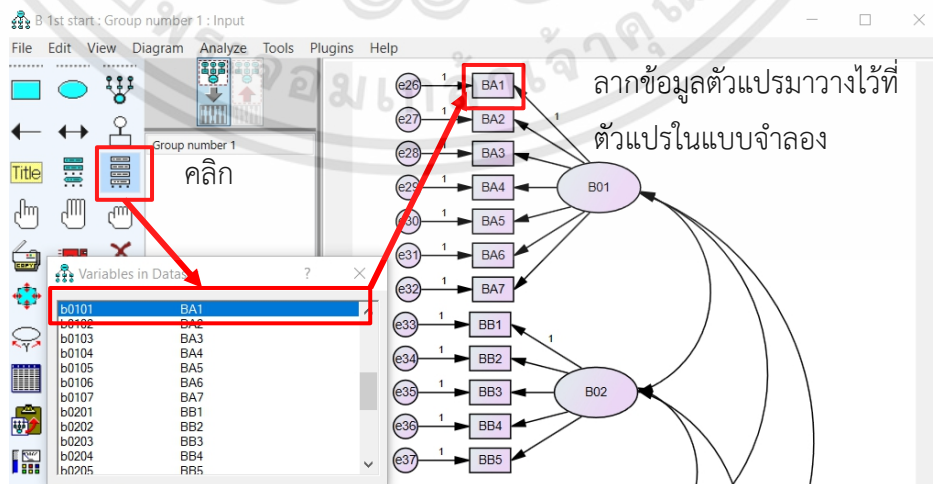 B 1st start : Group number 1 : Input
File Edit View Diagram Analyze Tools Plugins Help
Title
Group number 1
คลิก
ลากข้อมูลตัวแปรมาวางไว้ที่
ตัวแปรในแบบจำลอง
Variables in Datas ? ×
b0101 BA1
b0102 BA2
b0103 BA3
b0104 BA4
b0105 BA5
b0106 BA6
b0107 BA7
b0201 BB1
b0202 BB2
b0203 BB3
b0204 BB4
b0205 BB5
e26 1 BA1
e27 1 BA2 1
e28 1 BA3
e29 1 BA4 B01
e30 1 BA5
e31 1 BA6
e32 1 BA7
e33 1 BB1
e34 1 BB2 1
e35 1 BB3 B02
e36 1 BB4
e37 1 BB5